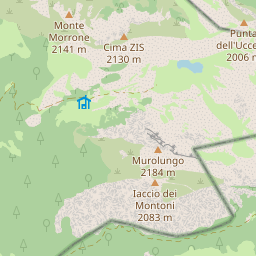 Monte
Morrone
2141 m
Cima ZIS
2130 m
Punta
dell'Ucce
2006 m
Murolungo
2184 m
Iaccio dei
Montoni
2083 m